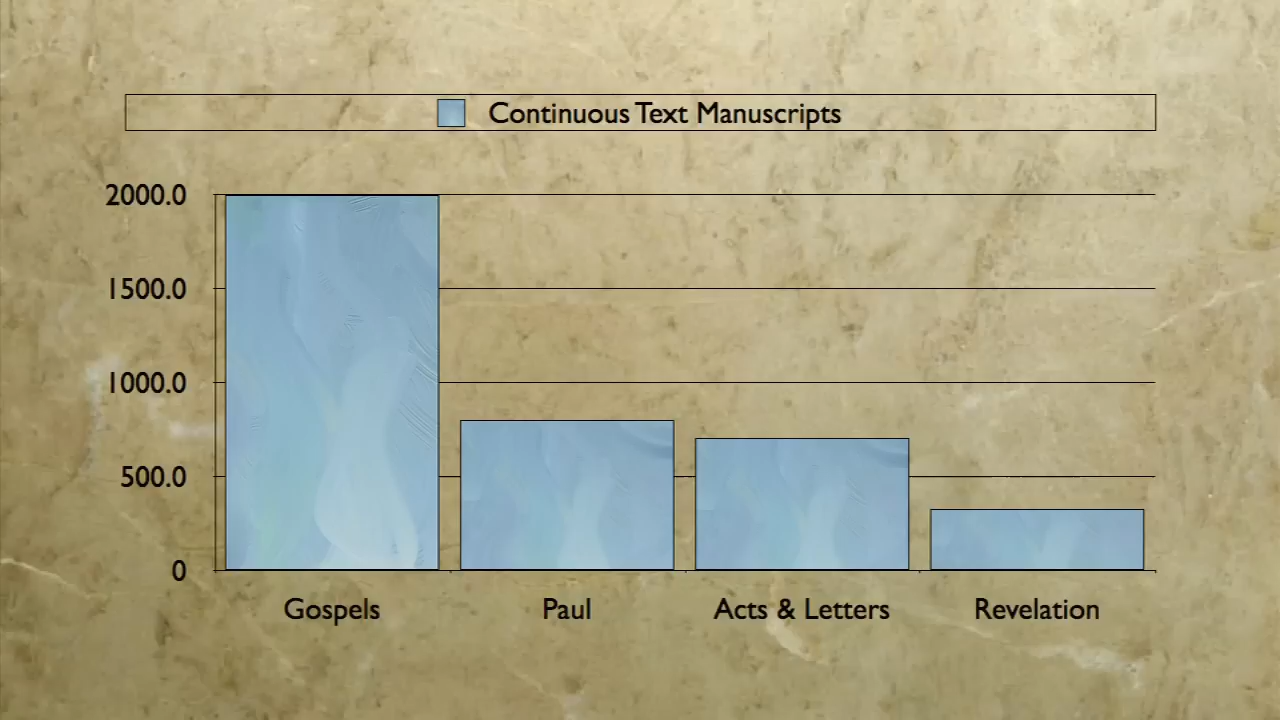 Continuous Text Manuscripts
2000.0
1500.0
1000.0
500.0
0
Gospels Paul Acts & Letters Revelation